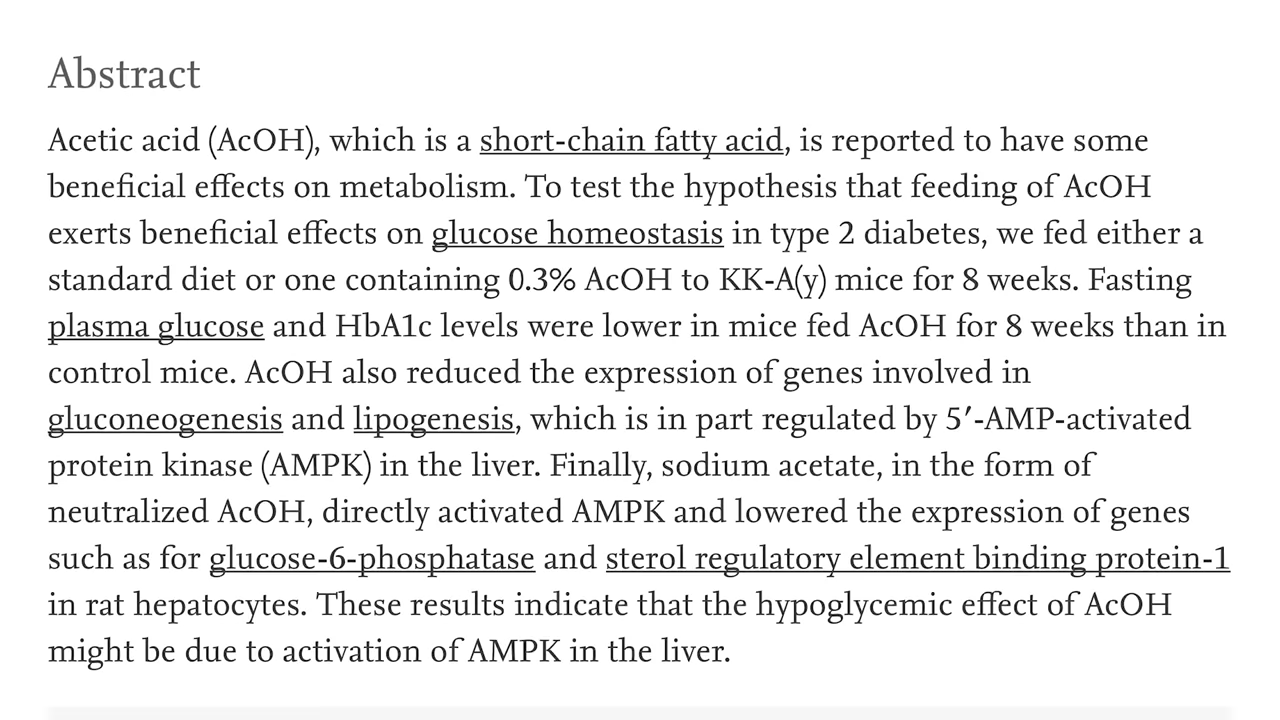 Abstract
Acetic acid (AcOH), which is a short-chain fatty acid, is reported to have some
beneficial effects on metabolism. To test the hypothesis that feeding of AcOH
exerts beneficial effects on glucose homeostasis in type 2 diabetes, we fed either a
standard diet or one containing 0.3% AcOH to KK-A(y) mice for 8 weeks. Fasting
plasma glucose and HbA1c levels were lower in mice fed AcOH for 8 weeks than in
control mice. AcOH also reduced the expression of genes involved in
gluconeogenesis and lipogenesis, which is in part regulated by 5′-AMP-activated
protein kinase (AMPK) in the liver. Finally, sodium acetate, in the form of
neutralized AcOH, directly activated AMPK and lowered the expression of genes
such as for glucose-6-phosphatase and sterol regulatory element binding protein-1
in rat hepatocytes. These results indicate that the hypoglycemic effect of AcOH
might be due to activation of AMPK in the liver.